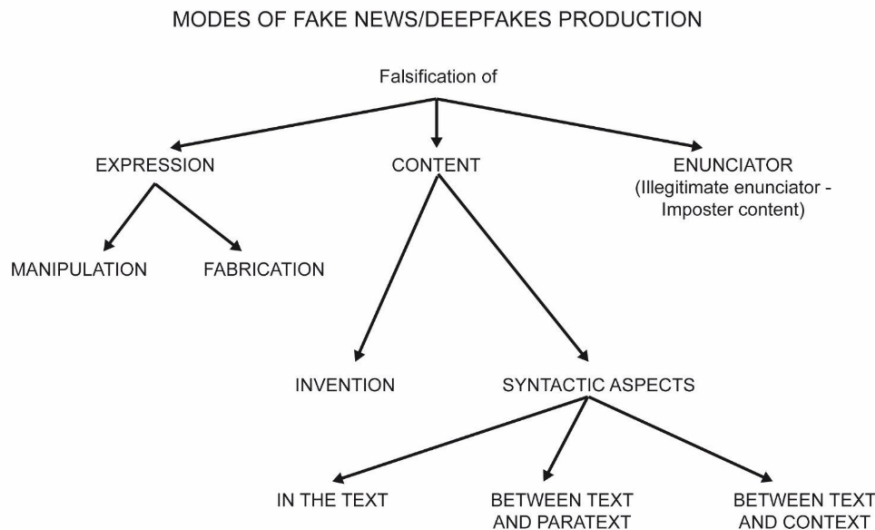 MODES OF FAKE NEWS/DEEPFAKES PRODUCTION
Falsification of
EXPRESSION
CONTENT
ENUNCIATOR
(Illegitimate enunciator -
Imposter content)
MANIPULATION
FABRICATION
INVENTION
SYNTACTIC ASPECTS
IN THE TEXT
BETWEEN TEXT
AND PARATEXT
BETWEEN TEXT
AND CONTEXT